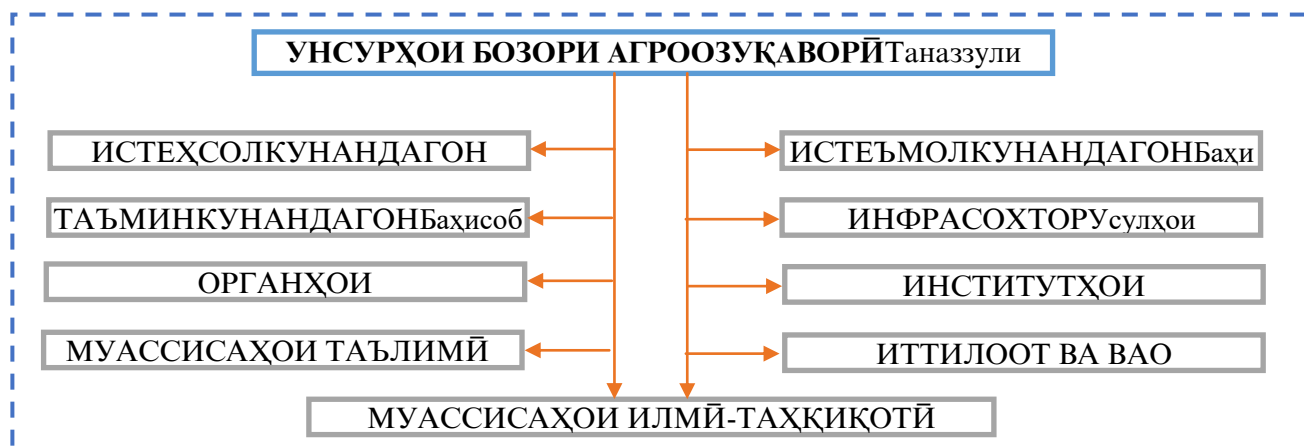 УНСУРҲОИ БОЗОРИ АГРООЗУҚАВОРӢТаназзули
ИСТЕҲСОЛКУНАНДАГОН
ИСТЕЪМОЛКУНАНДАГОНБаҳи
ТАЪМИНКУНАНДАГОНБаҳисоб
ИНФРАСОХТОРУсулҳои
ОРГАНҲОИ
ИНСТИТУТҲОИ
МУАССИСАҲОИ ТАЪЛИМӢ
ИТТИЛООТ ВА ВАО
МУАССИСАҲОИ ИЛМӢ-ТАҲҚИҚОТӢ